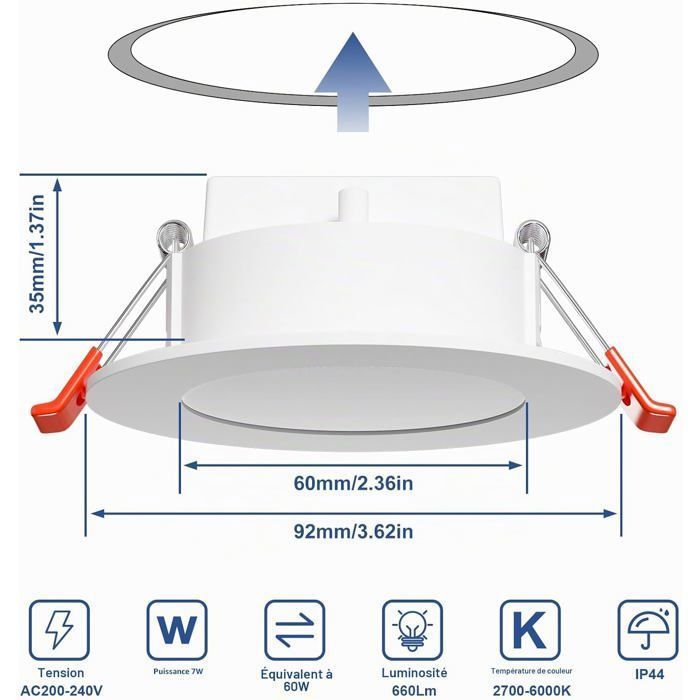 35mm/1.37in
60mm/2.36in
92mm/3.62in
W
K
Tension
AC200-240V
Puissance 7W
Équivalent à
60W
Luminosité
660Lm
Température de couleur
2700-6000K
IP44